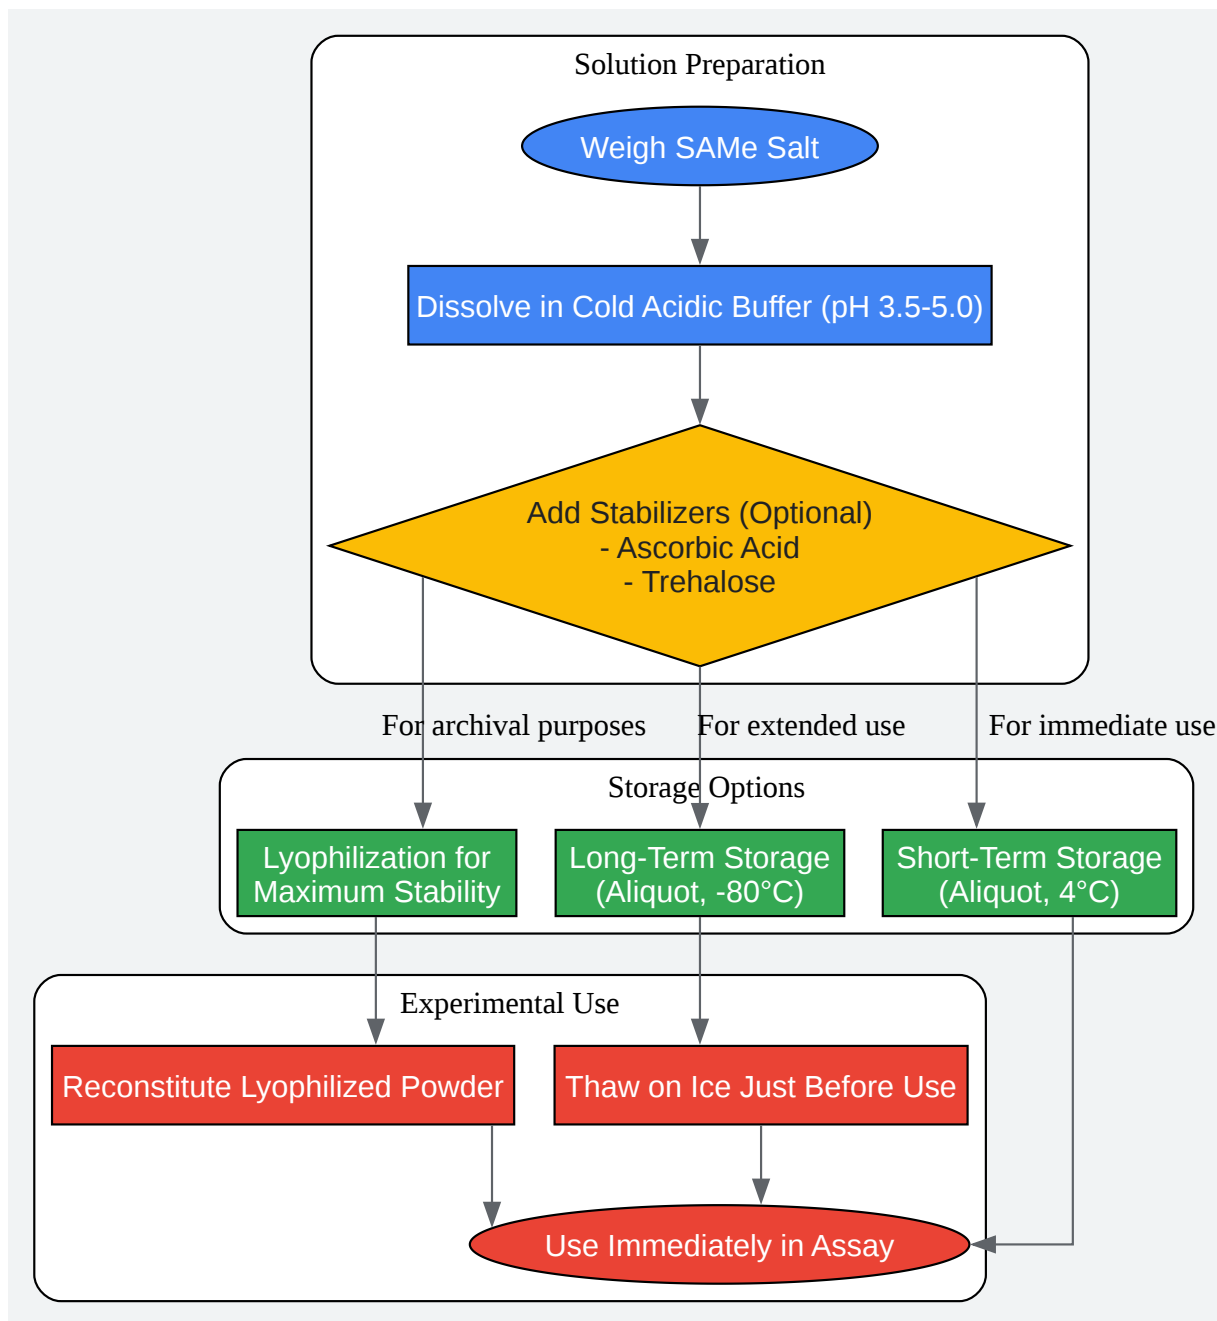 Solution Preparation
Weigh SAMe Salt
Dissolve in Cold Acidic Buffer (pH 3.5-5.0)
Add Stabilizers (Optional)
- Ascorbic Acid
- Trehalose
For archival purposes
For extended use
For immediate use
Storage Options
Lyophilization for
Maximum Stability
Long-Term Storage
(Aliquot, -80°C)
Short-Term Storage
(Aliquot, 4°C)
Experimental Use
Reconstitute Lyophilized Powder
Thaw on Ice Just Before Use
Use Immediately in Assay